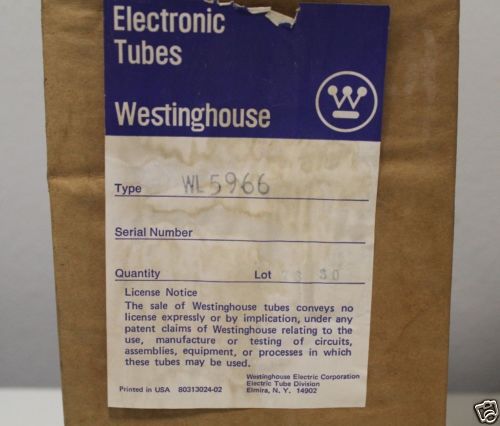 Electronic
Tubes
Westinghouse
W
Type WL5966
Serial Number
Quantity Lot 30
License Notice
The sale of Westinghouse tubes conveys no
license expressly or by implication, under any
patent claims of Westinghouse relating to the
use, manufacture or testing of circuits,
assemblies, equipment, or processes in which
these tubes may be used.
Westinghouse Electric Corporation
Printed in USA 80313024-02 Electric Tube Division
Elmira, N. Y. 14902